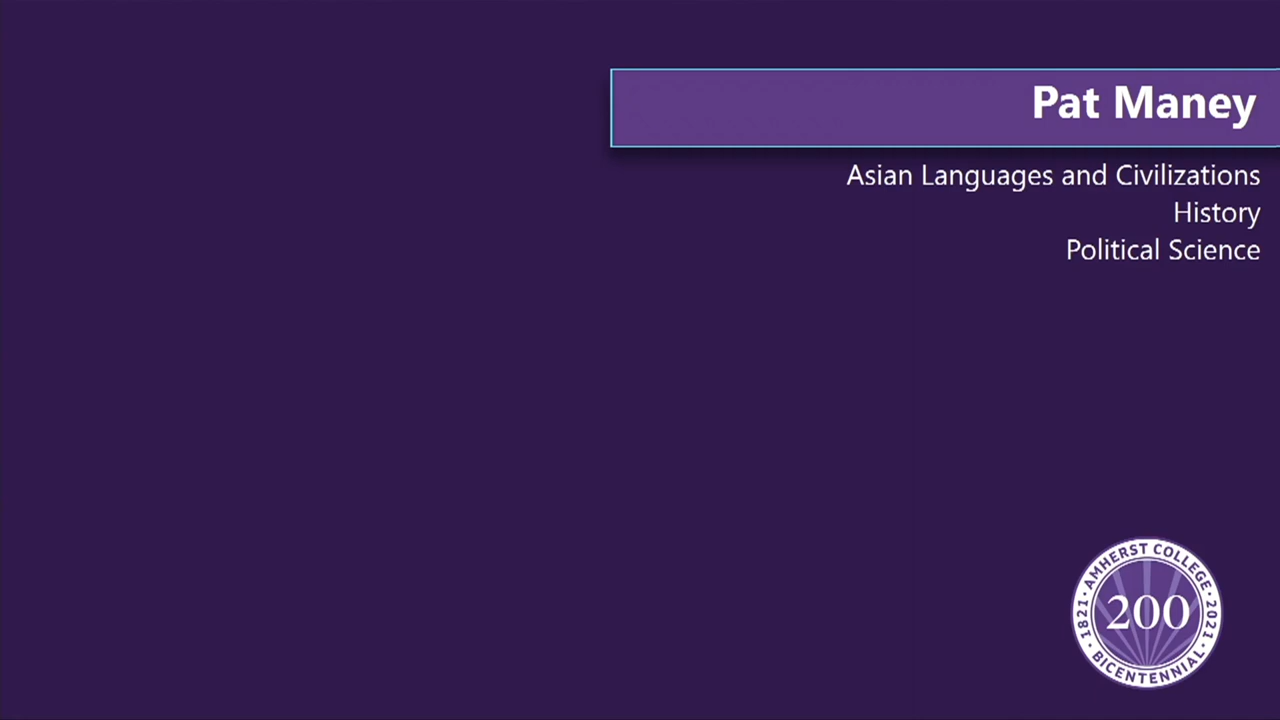 Pat Maney
Asian Languages and Civilizations
History
Political Science
AMHERST COLLEGE
1821
200
2021
BICENTENNIAL